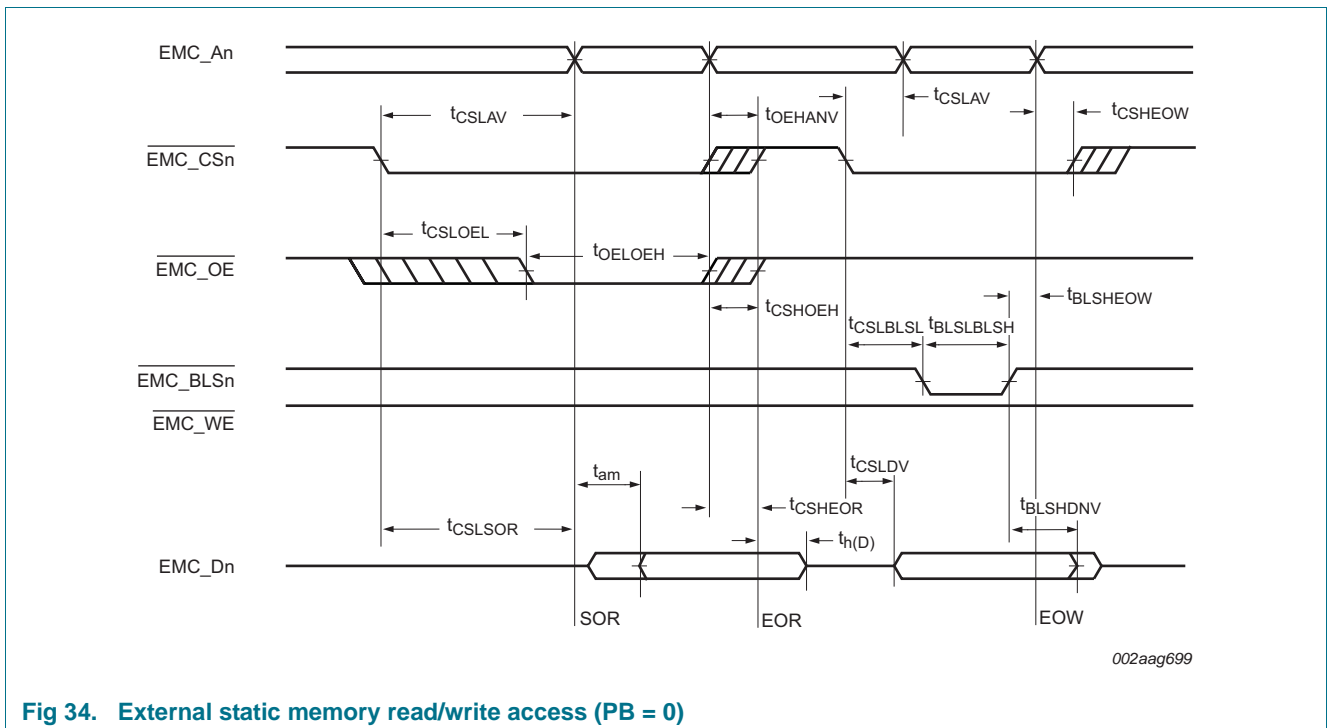 EMC_An
tCSLAV
tOEHANV
tCSLAV
tCSHEOW
EMC_CSn
tCSLOEL
tOELOEH
EMC_OE
tCSHOEH
tBLSHEOW
tCSLBLSL
tBLSLBLSH
EMC_BLSn
EMC_WE
tam
tCSLDV
tCSLSOR
tCSHEOR
tBLSHDNV
th(D)
EMC_Dn
SOR
EOR
EOW
002aag699
Fig 34. External static memory read/write access (PB = 0)